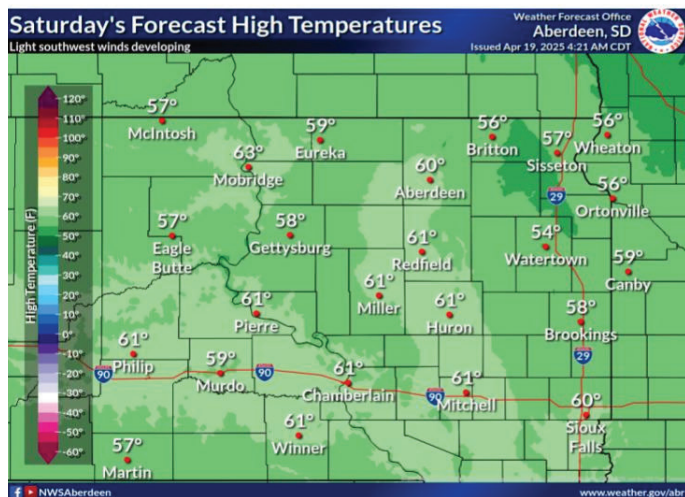 Saturday's Forecast High Temperatures
Light southwest winds developing
Weather Forecast Office
Aberdeen, SD
Issued Apr 19, 2025 4:21 AM CDT
High Temperature (F)
120°
110°
100°
90°
80°
70°
60°
50°
40°
30°
20°
10°
0°
-10°
-20°
-30°
-40°
-50°
-60°
57°
McIntosh
59°
Eureka
56°
Britton
57°
Sisseton
56°
Wheaton
63°
Mobridge
60°
Aberdeen
29
56°
Ortonville
57°
Eagle
Butte
58°
Gettysburg
61°
Redfield
54°
Watertown
59°
Canby
61°
Pierre
61°
Miller
61°
Huron
58°
Brookings
29
61°
Philip
90
59°
Murdo
90
61°
Chamberlain
90
61°
Mitchell
60°
Sioux
Falls
61°
Winner
57°
Martin
NWSAberdeen
www.weather.gov/abr